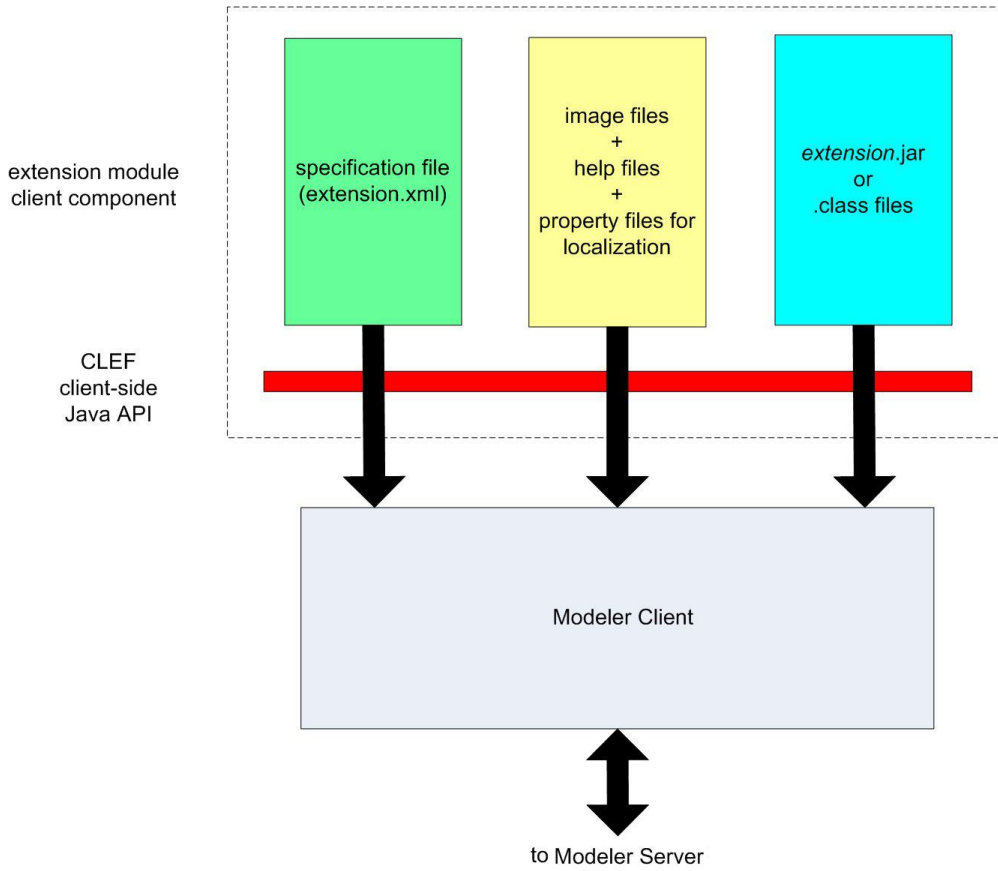 extension module
client component
specification file
(extension.xml)
image files
+
help files
+
property files for
localization
extension.jar
or
.class files
CLEF
client-side
Java API
Modeler Client
to Modeler Server